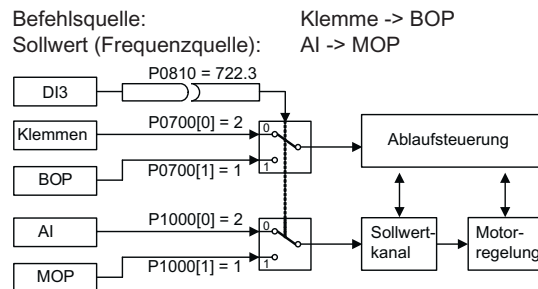 Befehlsquelle: Klemme -> BOP
Sollwert (Frequenzquelle): AI -> MOP
P0810 = 722.3
DI3
Klemmen
P0700[0] = 2
0
1
Ablaufsteuerung
BOP
P0700[1] = 1
AI
P1000[0] = 2
0
1
Sollwert-
kanal
Motor-
regelung
MOP
P1000[1] = 1